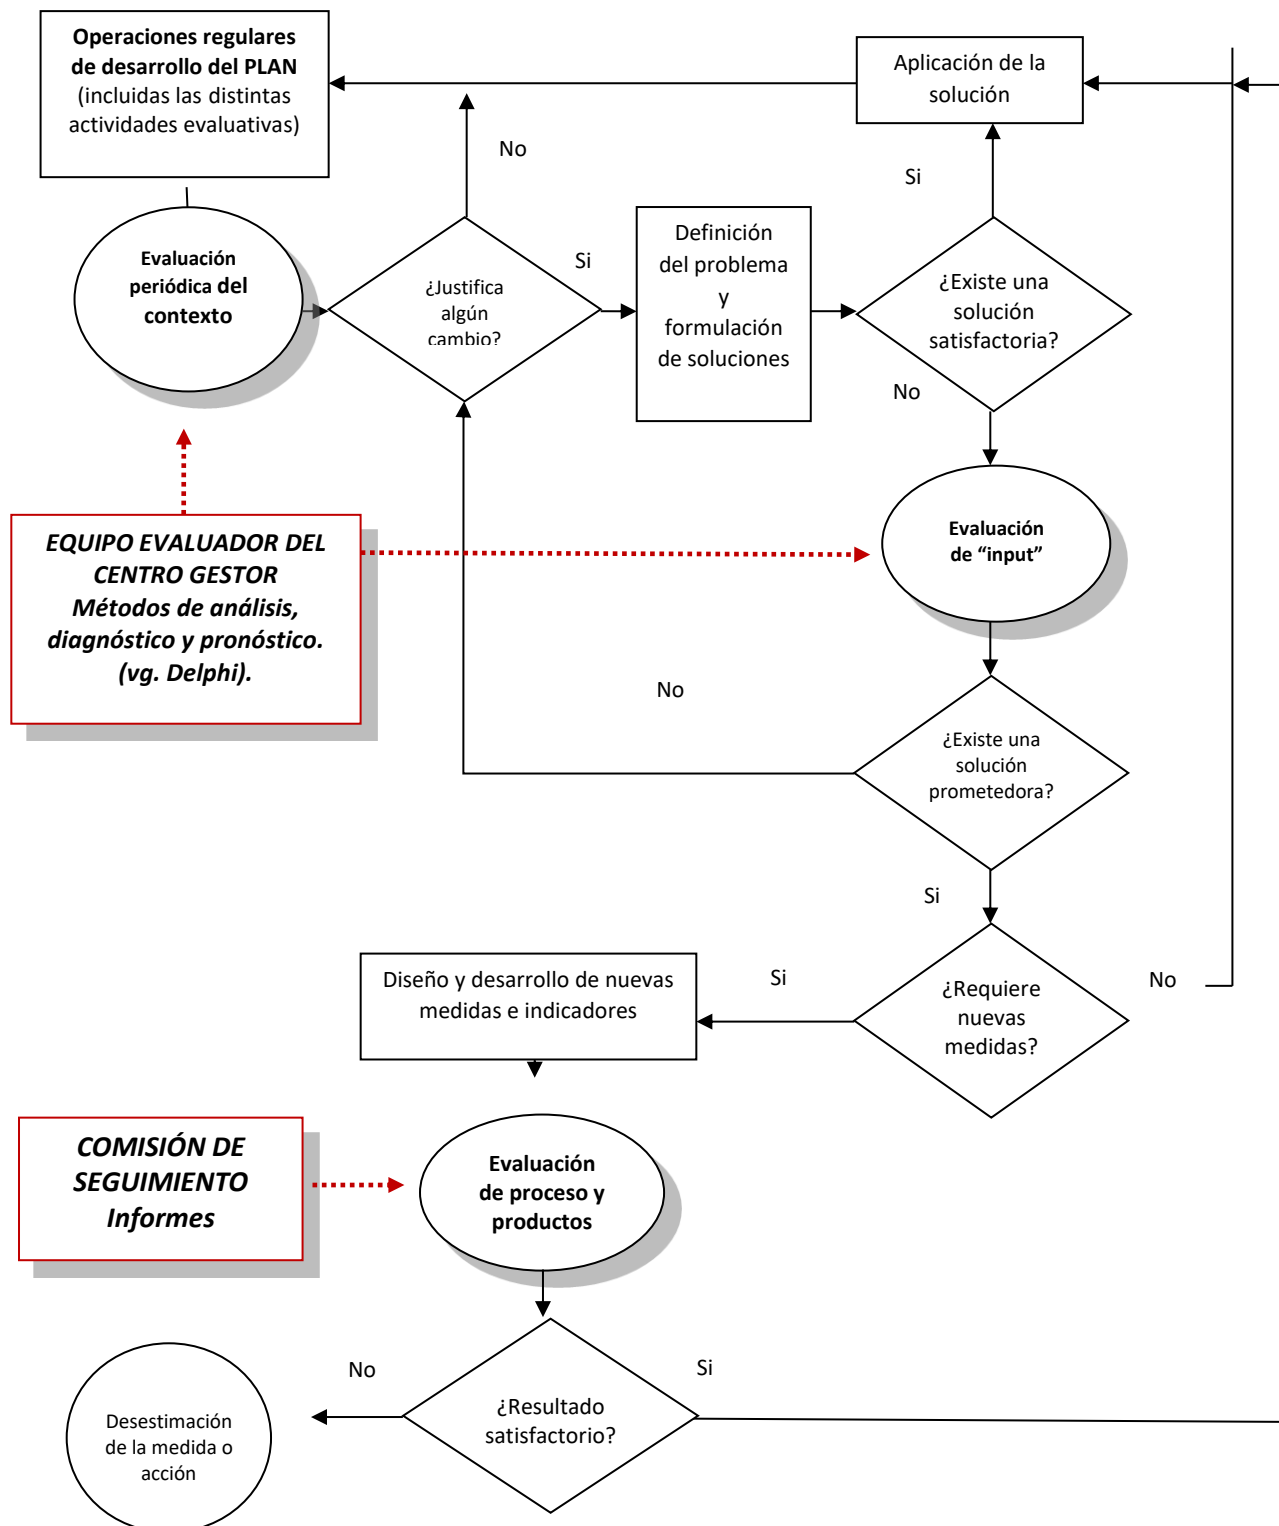 Operaciones regulares
de desarrollo del PLAN
(incluidas las distintas
actividades evaluativas)
Aplicación de la
solución
No
Si
Evaluación
periódica del
contexto
¿Justifica
algún
cambio?
Si
Definición
del problema
y
formulación
de soluciones
¿Existe una
solución
satisfactoria?
No
EQUIPO EVALUADOR DEL
CENTRO GESTOR
Métodos de análisis,
diagnóstico y pronóstico.
(vg. Delphi).
Evaluación
de “input”
No
¿Existe una
solución
prometedora?
Si
Diseño y desarrollo de nuevas
medidas e indicadores
Si
¿Requiere
nuevas
medidas?
No
COMISIÓN DE
SEGUIMIENTO
Informes
Evaluación
de proceso y
productos
No
Si
¿Resultado
satisfactorio?
Desestimación
de la medida o
acción